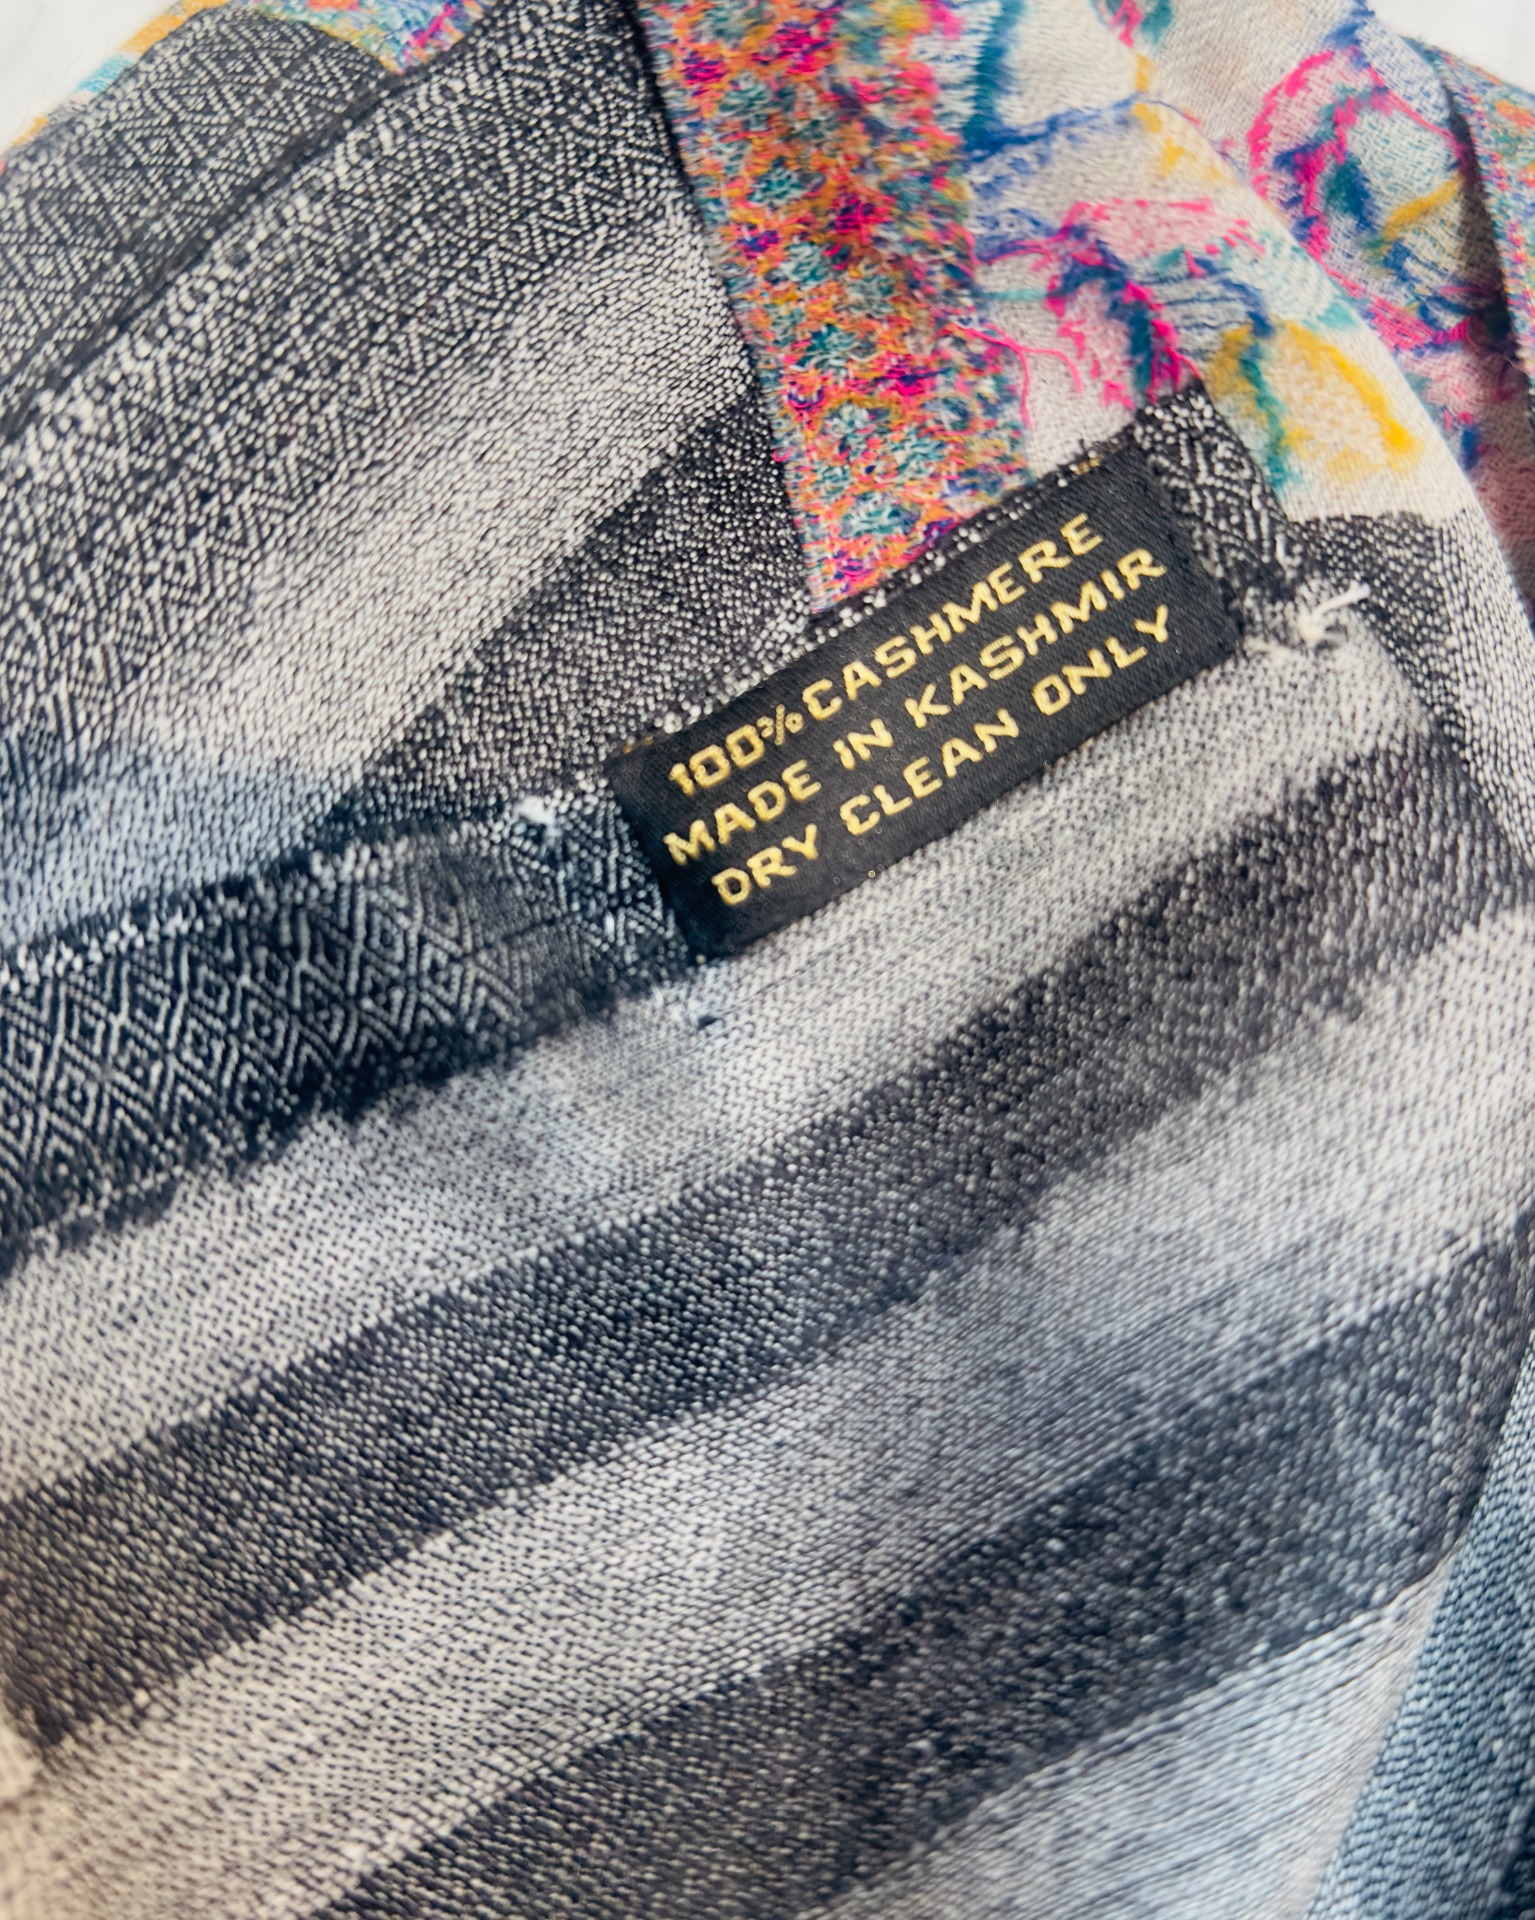 100% CASHMERE
MADE IN KASHMIR
DRY CLEAN ONLY